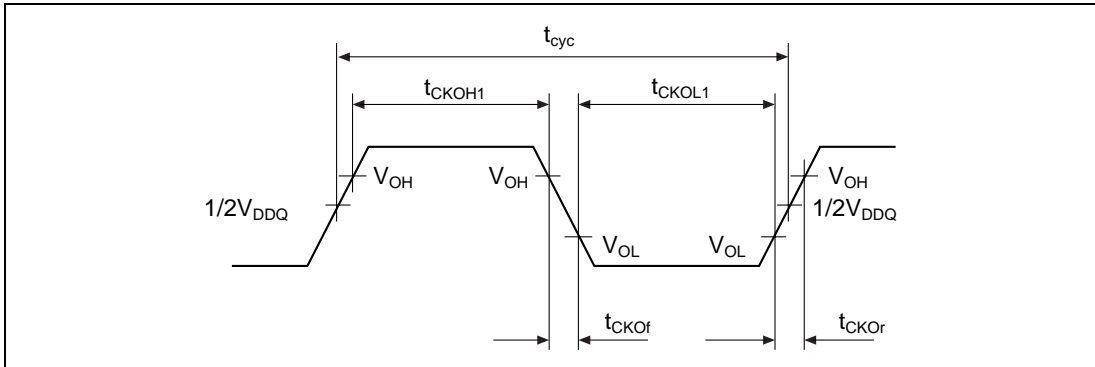 tcyc
tCKOH1 tCKOL1
VOH VOH VOH
1/2VDDQ 1/2VDDQ
VOL VOL
tCKOf tCKOr